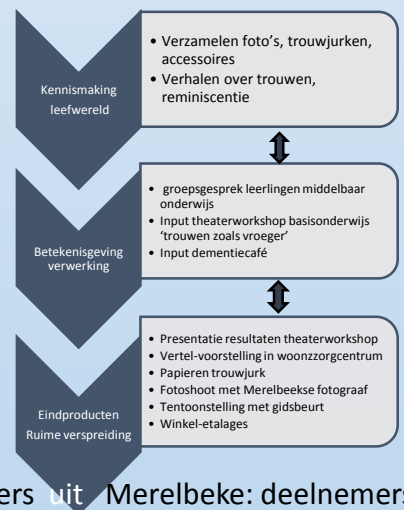 Kennismaking
leefwereld
• Verzamelen foto's, trouwjurken,
accessoires
• Verhalen over trouwen,
reminiscentie
Betekenisgeving
verwerking
• groepsgesprek leerlingen middelbaar
onderwijs
• Input theaterworkshop basisonderwijs
'trouwen zoals vroeger'
• Input dementiecafé
Eindproducten
Ruime verspreiding
• Presentatie resultaten theaterworkshop
• Vertel-voorstelling in woonzzorgcentrum
• Papieren trouwjurk
• Fotoshoot met Merelbeekse fotograaf
• Tentoonstelling met gidsbeurt
• Winkel-etalages
ers uit Merelbeke: deelnemers